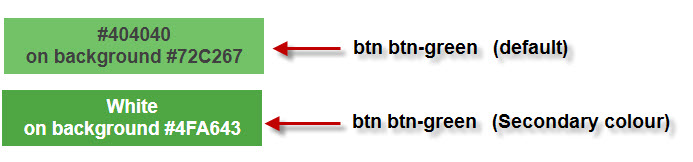 #404040
on background #72C267
btn btn-green (default)
White
on background #4FA643
btn btn-green (Secondary colour)